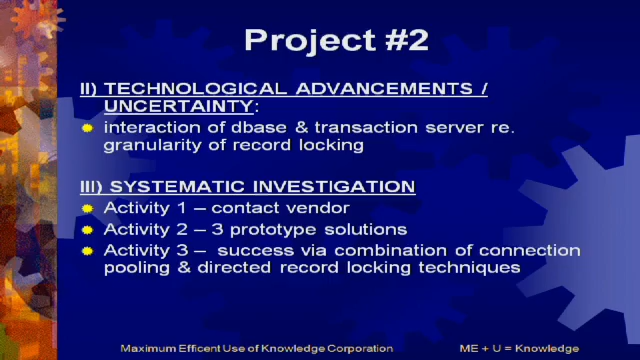 Project #2
II) TECHNOLOGICAL ADVANCEMENTS /
UNCERTAINTY:
interaction of dbase & transaction server re.
granularity of record locking
III) SYSTEMATIC INVESTIGATION
Activity 1 – contact vendor
Activity 2 – 3 prototype solutions
Activity 3 – success via combination of connection
pooling & directed record locking techniques
Maximum Efficent Use of Knowledge Corporation
ME + U = Knowledge